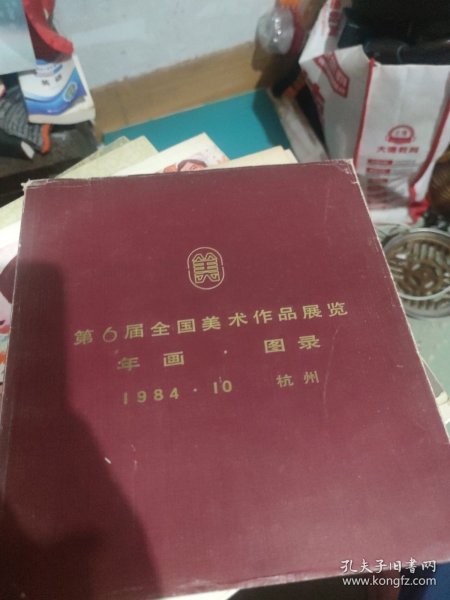 美
第6届全国美术作品展览
年画·图录
1984·10 杭州
孔夫子旧书网
www.kongfz.com